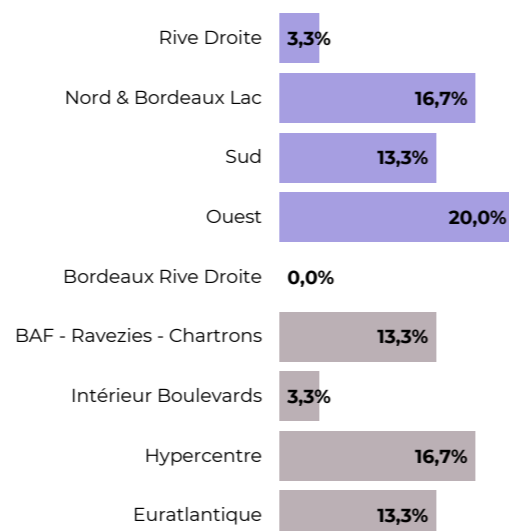 Rive Droite 3,3%
Nord & Bordeaux Lac 16,7%
Sud 13,3%
Ouest 20,0%
Bordeaux Rive Droite 0,0%
BAF - Ravezies - Chartrons 13,3%
Intérieur Boulevards 3,3%
Hypercentre 16,7%
Euratlantique 13,3%